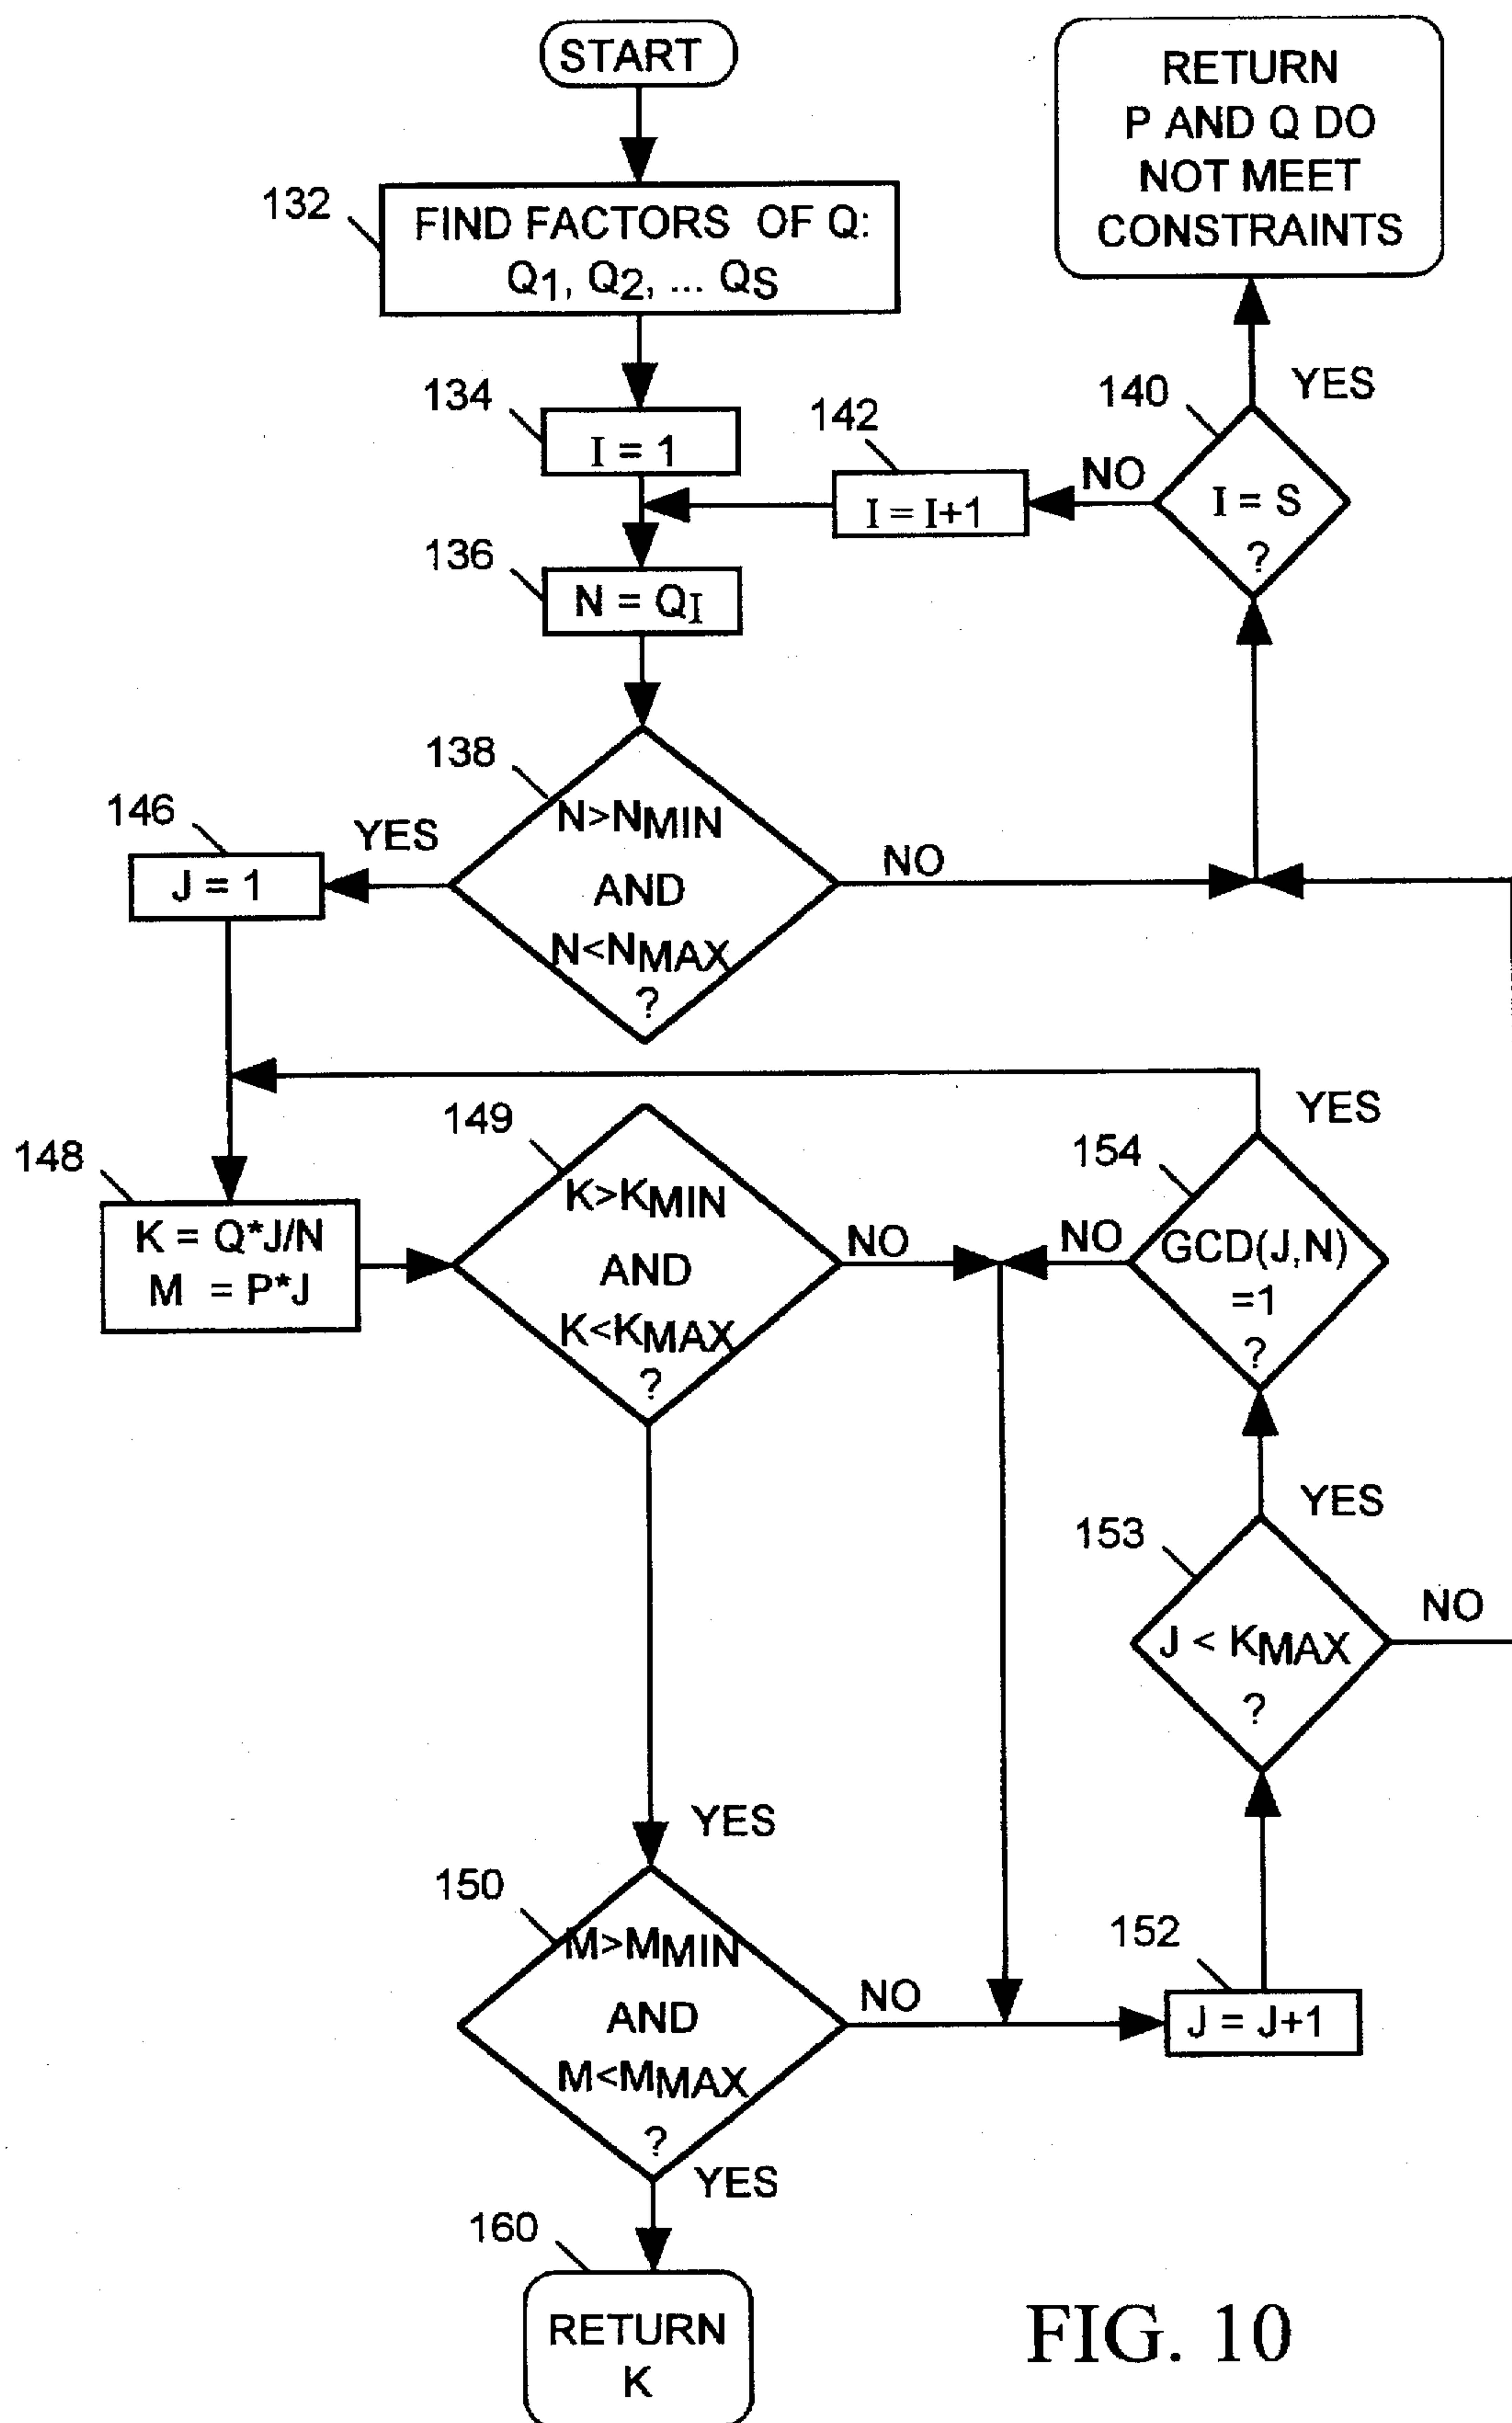 START
RETURN
P AND Q DO
NOT MEET
CONSTRAINTS
132
FIND FACTORS OF Q:
Q1, Q2, ... QS
134
I = 1
142
I = I+1
NO
140
YES
I = S
?
136
N = QI
138
N>NMIN
AND
N<NMAX
?
YES
NO
146
J = 1
148
K = Q*J/N
M = P*J
149
K>KMIN
AND
K<KMAX
?
NO
YES
154
NO
GCD(J,N)
=1
?
YES
153
J < KMAX
?
NO
YES
150
M>MMIN
AND
M<MMAX
?
NO
152
J = J+1
YES
160
RETURN
K
FIG. 10